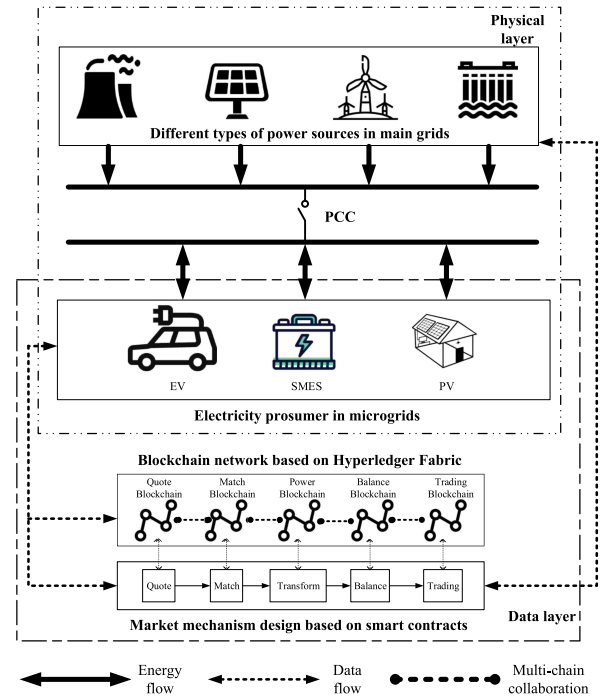 Physical
layer
Different types of power sources in main grids
PCC
EV
SMES
PV
Electricity prosumer in microgrids
Blockchain network based on Hyperledger Fabric
Quote
Blockchain
Match
Blockchain
Power
Blockchain
Balance
Blockchain
Trading
Blockchain
Quote
Match
Transform
Balance
Trading
Market mechanism design based on smart contracts
Data layer
Energy
flow
Data
flow
Multi-chain
collaboration